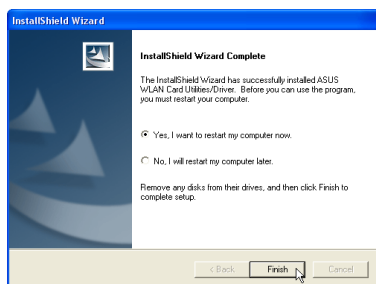 InstallShield Wizard
InstallShield Wizard Complete
The InstallShield Wizard has successfully installed ASUS
WLAN Card Utilities/Driver. Before you can use the program,
you must restart your computer.
Yes, I want to restart my computer now.
No, I will restart my computer later.
Remove any disks from their drives, and then click Finish to
complete setup.
< Back
Finish
Cancel